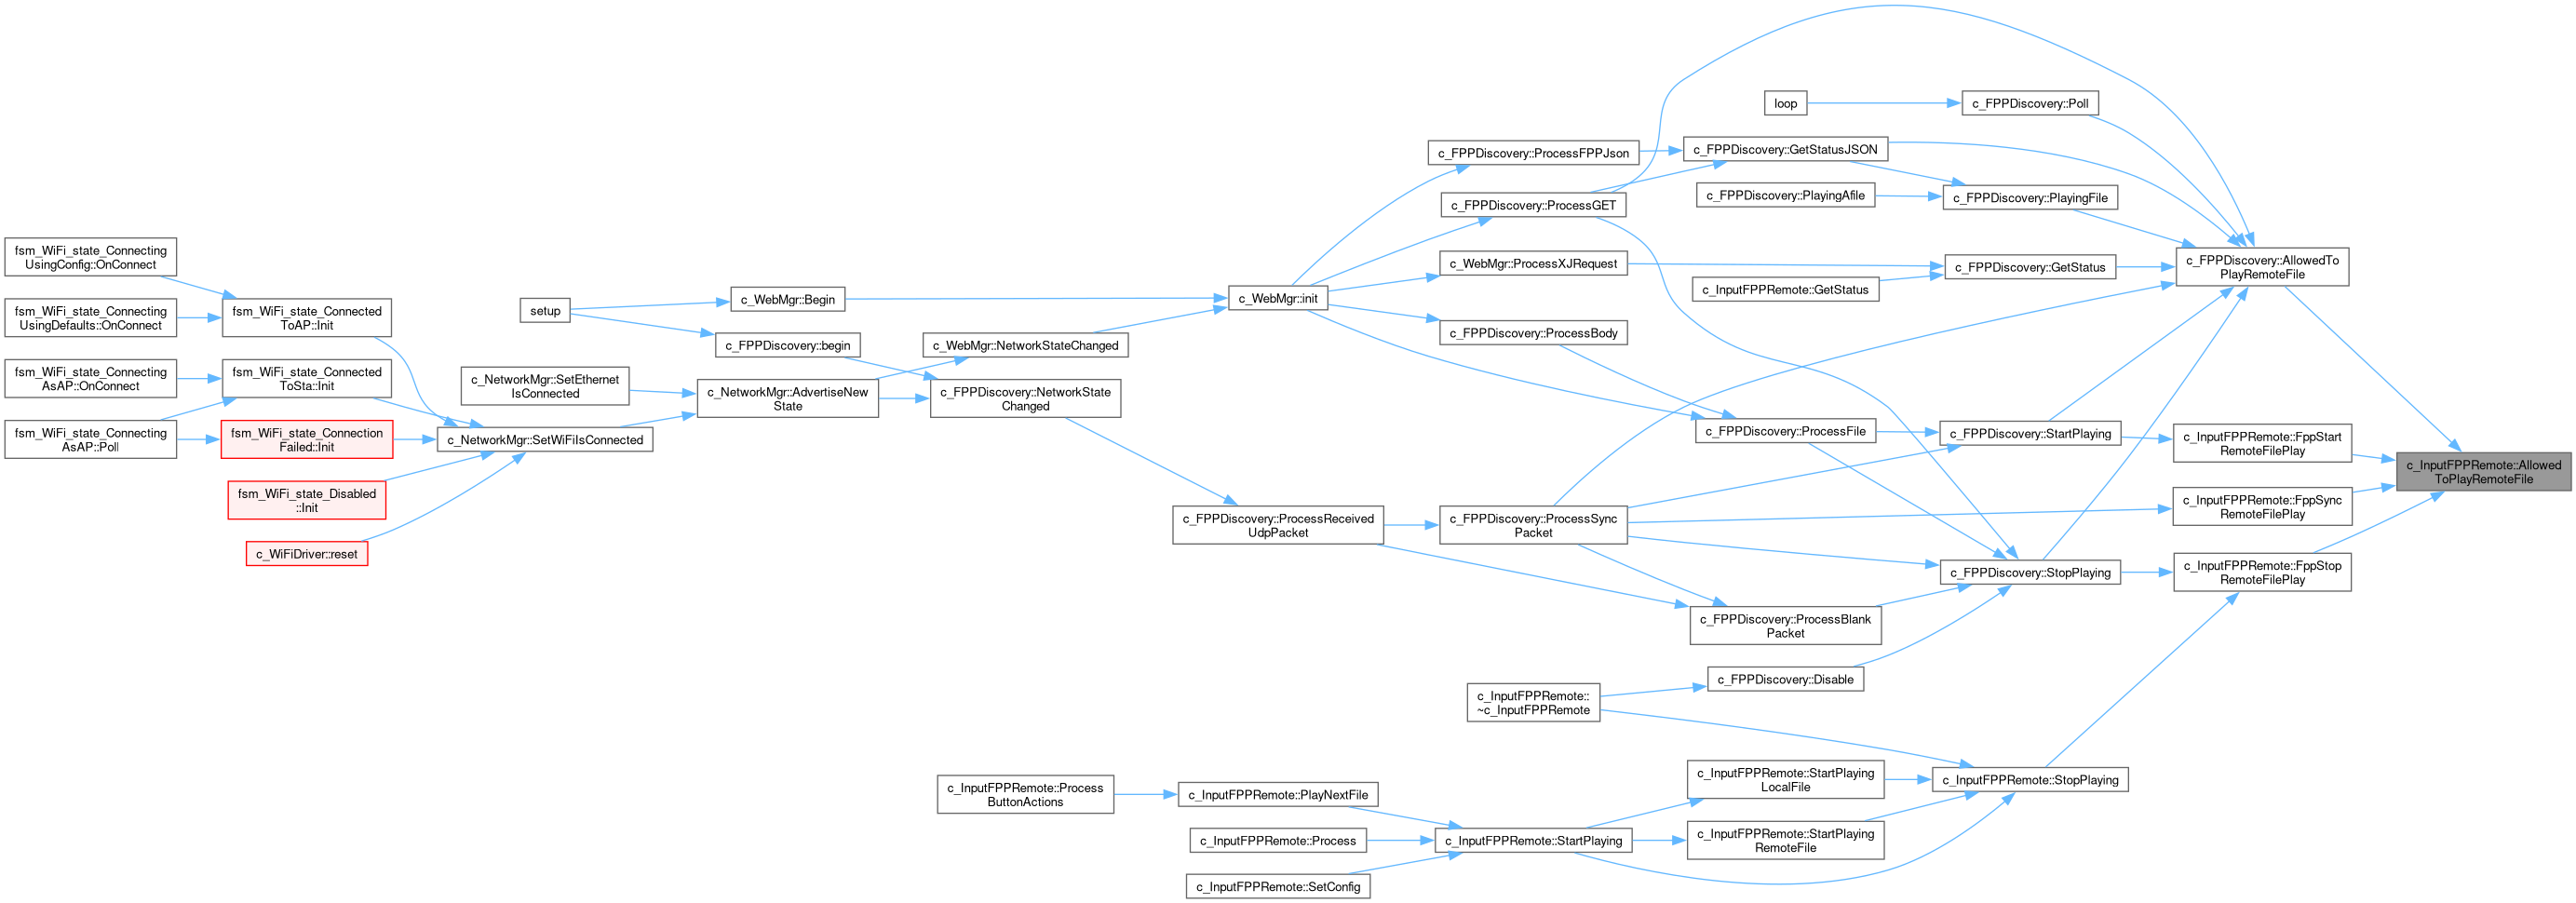 loop
c_FPPDiscovery::Poll
c_FPPDiscovery::ProcessFPPJson
c_FPPDiscovery::GetStatusJSON
c_FPPDiscovery::PlayingAfile
c_FPPDiscovery::PlayingFile
c_FPPDiscovery::ProcessGET
fsm_WiFi_state_Connecting
UsingConfig::OnConnect
c_WebMgr::ProcessXJRequest
c_FPPDiscovery::GetStatus
c_FPPDiscovery::AllowedTo
PlayRemoteFile
c_InputFPPRemote::GetStatus
c_WebMgr::Begin
c_WebMgr::init
setup
fsm_WiFi_state_Connecting
UsingDefaults::OnConnect
fsm_WiFi_state_Connected
ToAP::Init
c_FPPDiscovery::ProcessBody
c_FPPDiscovery::begin
c_WebMgr::NetworkStateChanged
fsm_WiFi_state_Connecting
AsAP::OnConnect
fsm_WiFi_state_Connected
ToSta::Init
c_NetworkMgr::SetEthernet
IsConnected
c_NetworkMgr::AdvertiseNew
State
c_FPPDiscovery::NetworkState
Changed
fsm_WiFi_state_Connecting
AsAP::Poll
fsm_WiFi_state_Connection
Failed::Init
c_NetworkMgr::SetWiFiIsConnected
c_FPPDiscovery::ProcessFile
c_FPPDiscovery::StartPlaying
c_InputFPPRemote::FppStart
RemoteFilePlay
c_InputFPPRemote::Allowed
ToPlayRemoteFile
fsm_WiFi_state_Disabled
::Init
c_InputFPPRemote::FppSync
RemoteFilePlay
c_FPPDiscovery::ProcessReceived
UdpPacket
c_FPPDiscovery::ProcessSync
Packet
c_WiFiDriver::reset
c_FPPDiscovery::StopPlaying
c_InputFPPRemote::FppStop
RemoteFilePlay
c_FPPDiscovery::ProcessBlank
Packet
c_FPPDiscovery::Disable
c_InputFPPRemote::
~c_InputFPPRemote
c_InputFPPRemote::StartPlaying
LocalFile
c_InputFPPRemote::StopPlaying
c_InputFPPRemote::Process
ButtonActions
c_InputFPPRemote::PlayNextFile
c_InputFPPRemote::Process
c_InputFPPRemote::StartPlaying
c_InputFPPRemote::StartPlaying
RemoteFile
c_InputFPPRemote::SetConfig